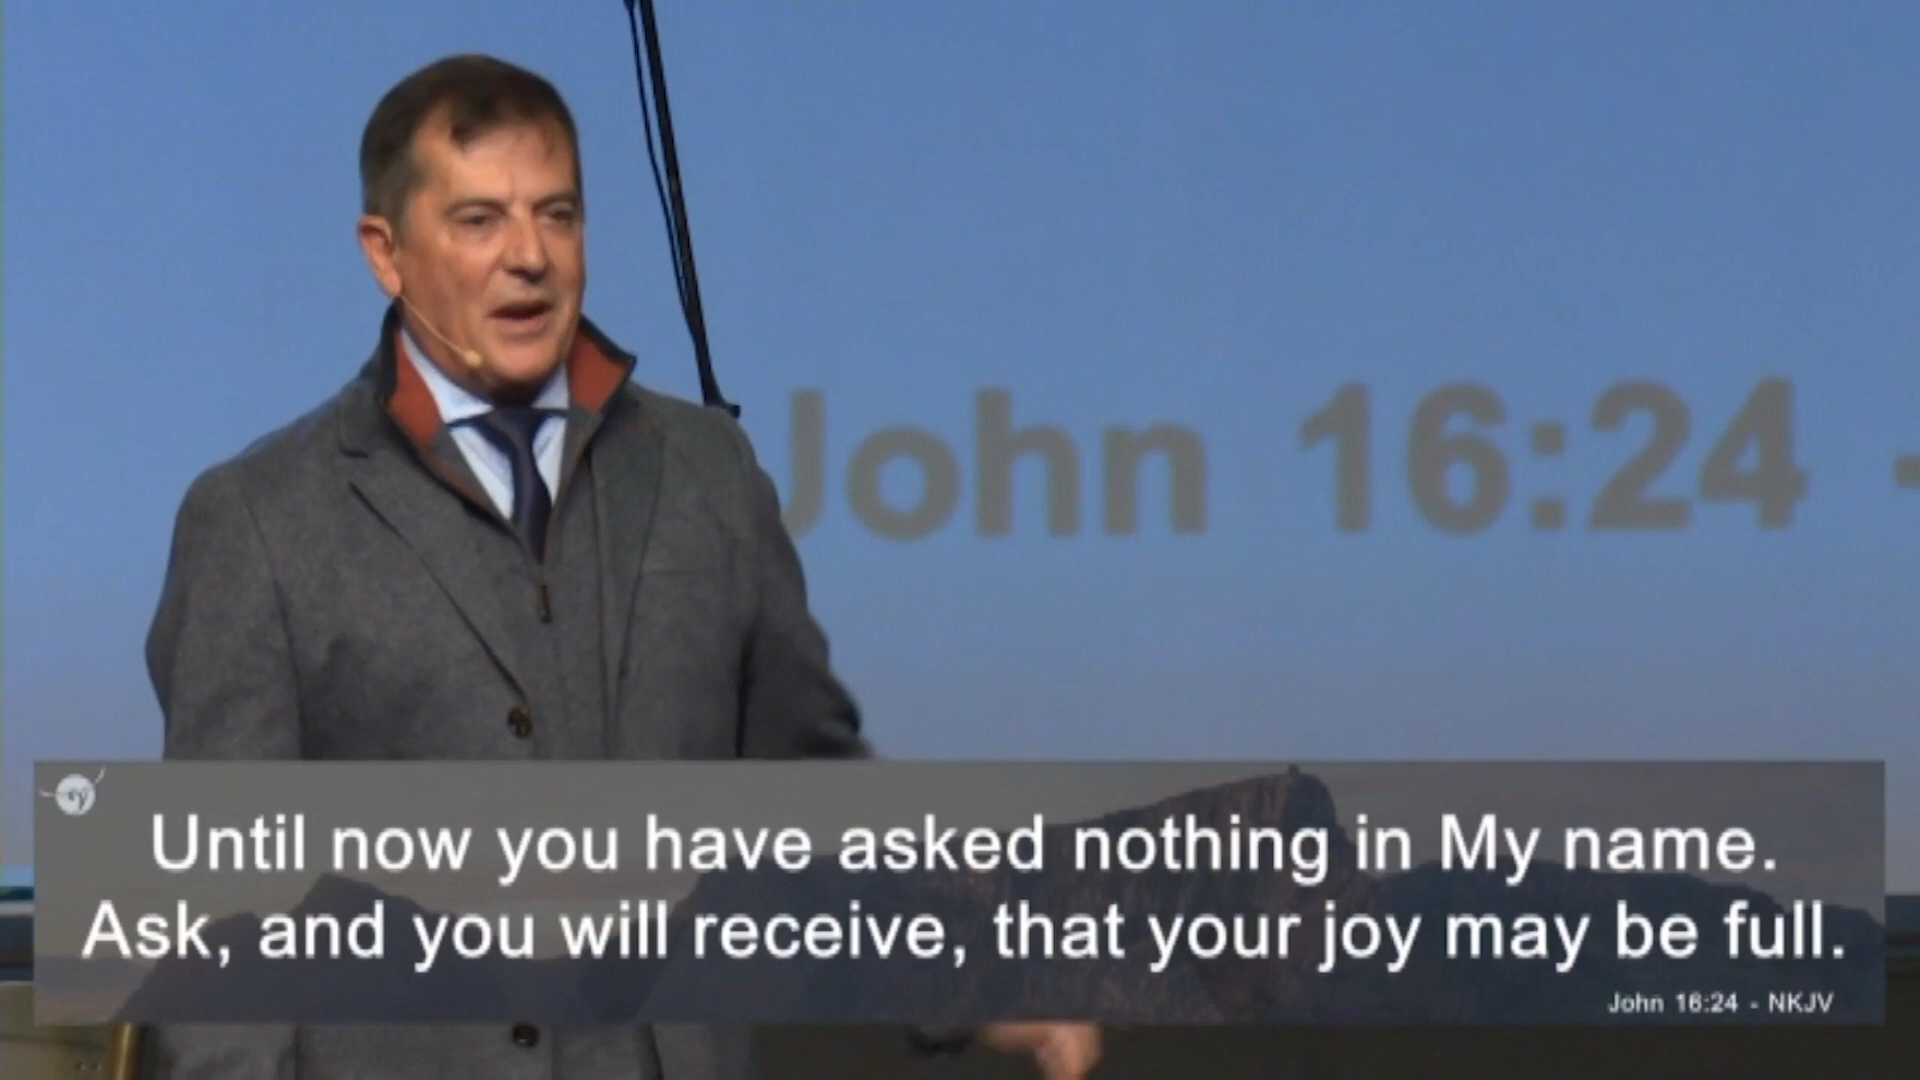 John 16:24 -
Until now you have asked nothing in My name.
Ask, and you will receive, that your joy may be full.
John 16:24 - NKJV